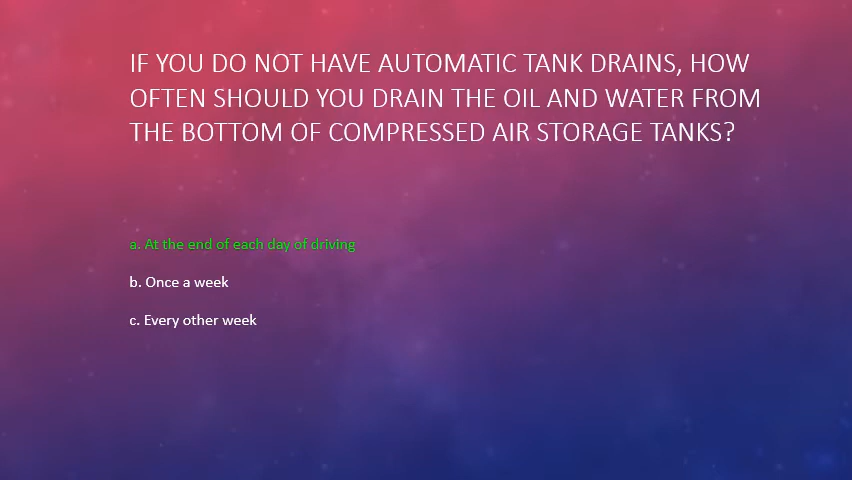 IF YOU DO NOT HAVE AUTOMATIC TANK DRAINS, HOW
OFTEN SHOULD YOU DRAIN THE OIL AND WATER FROM
THE BOTTOM OF COMPRESSED AIR STORAGE TANKS?
a. At the end of each day of driving
b. Once a week
c. Every other week